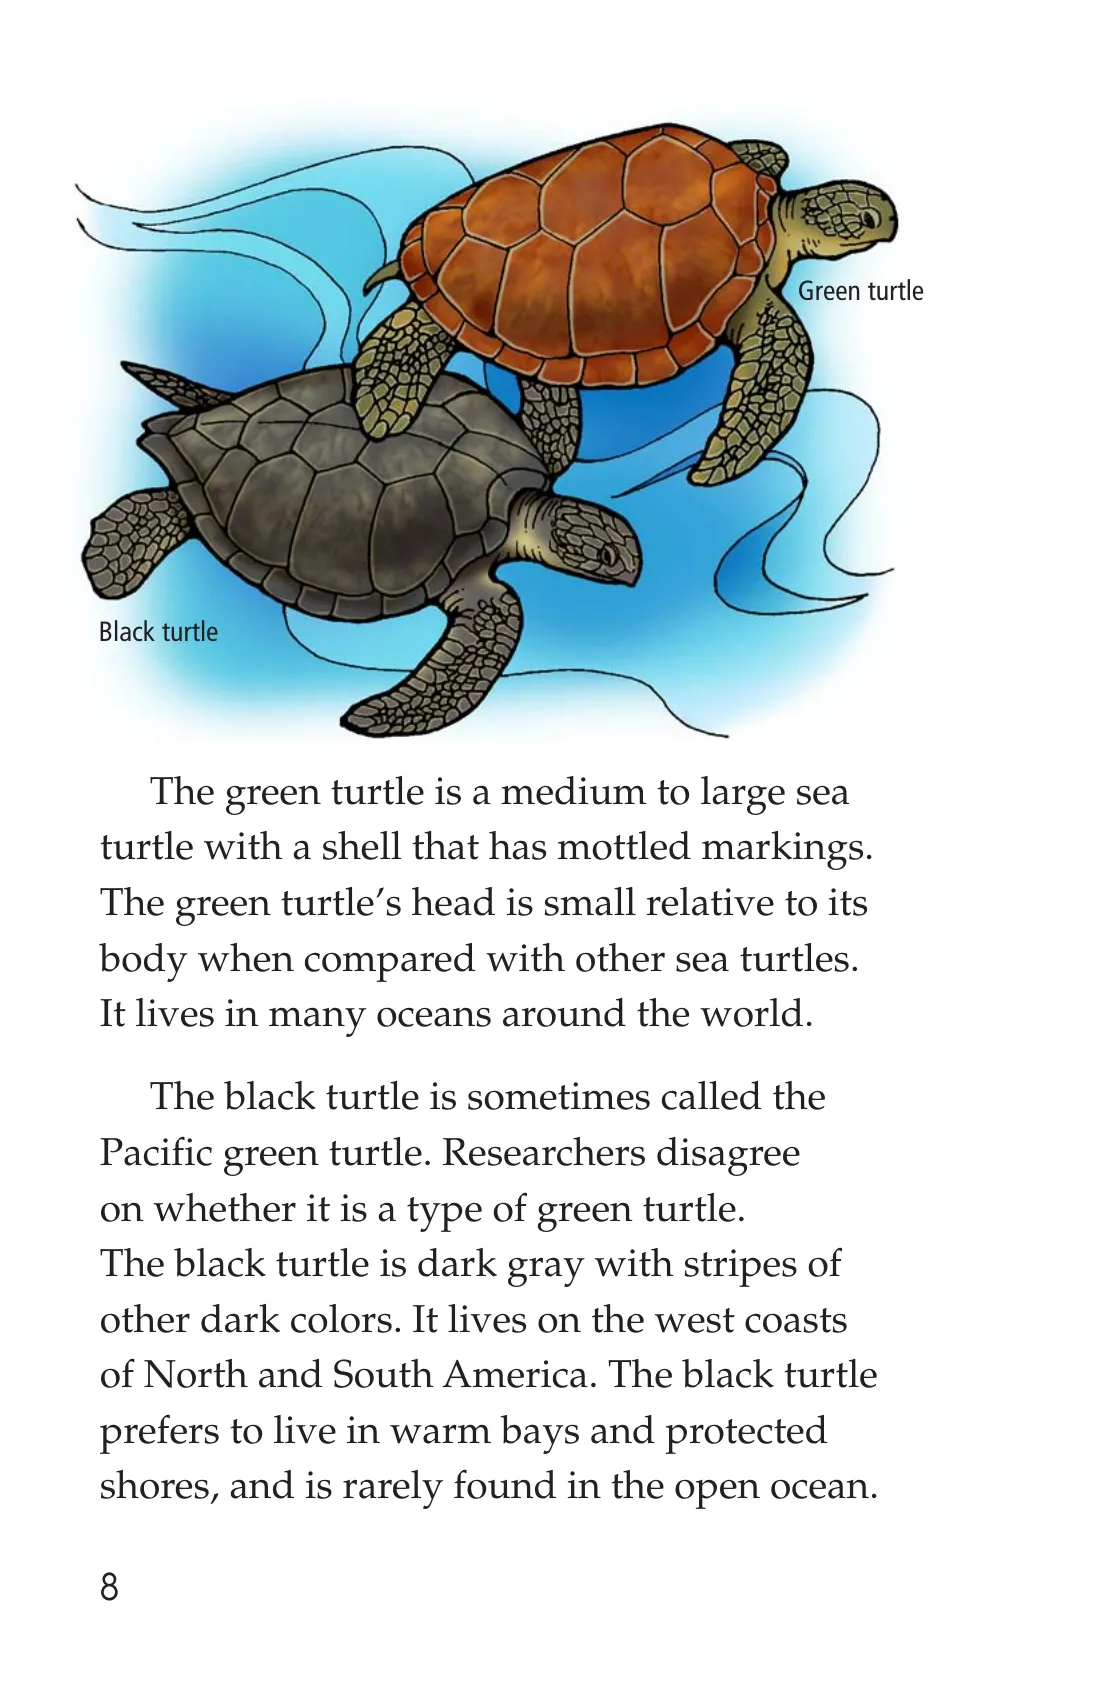 Green turtle
Black turtle
The green turtle is a medium to large sea
turtle with a shell that has mottled markings.
The green turtle’s head is small relative to its
body when compared with other sea turtles.
It lives in many oceans around the world.
The black turtle is sometimes called the
Pacific green turtle. Researchers disagree
on whether it is a type of green turtle.
The black turtle is dark gray with stripes of
other dark colors. It lives on the west coasts
of North and South America. The black turtle
prefers to live in warm bays and protected
shores, and is rarely found in the open ocean.
8